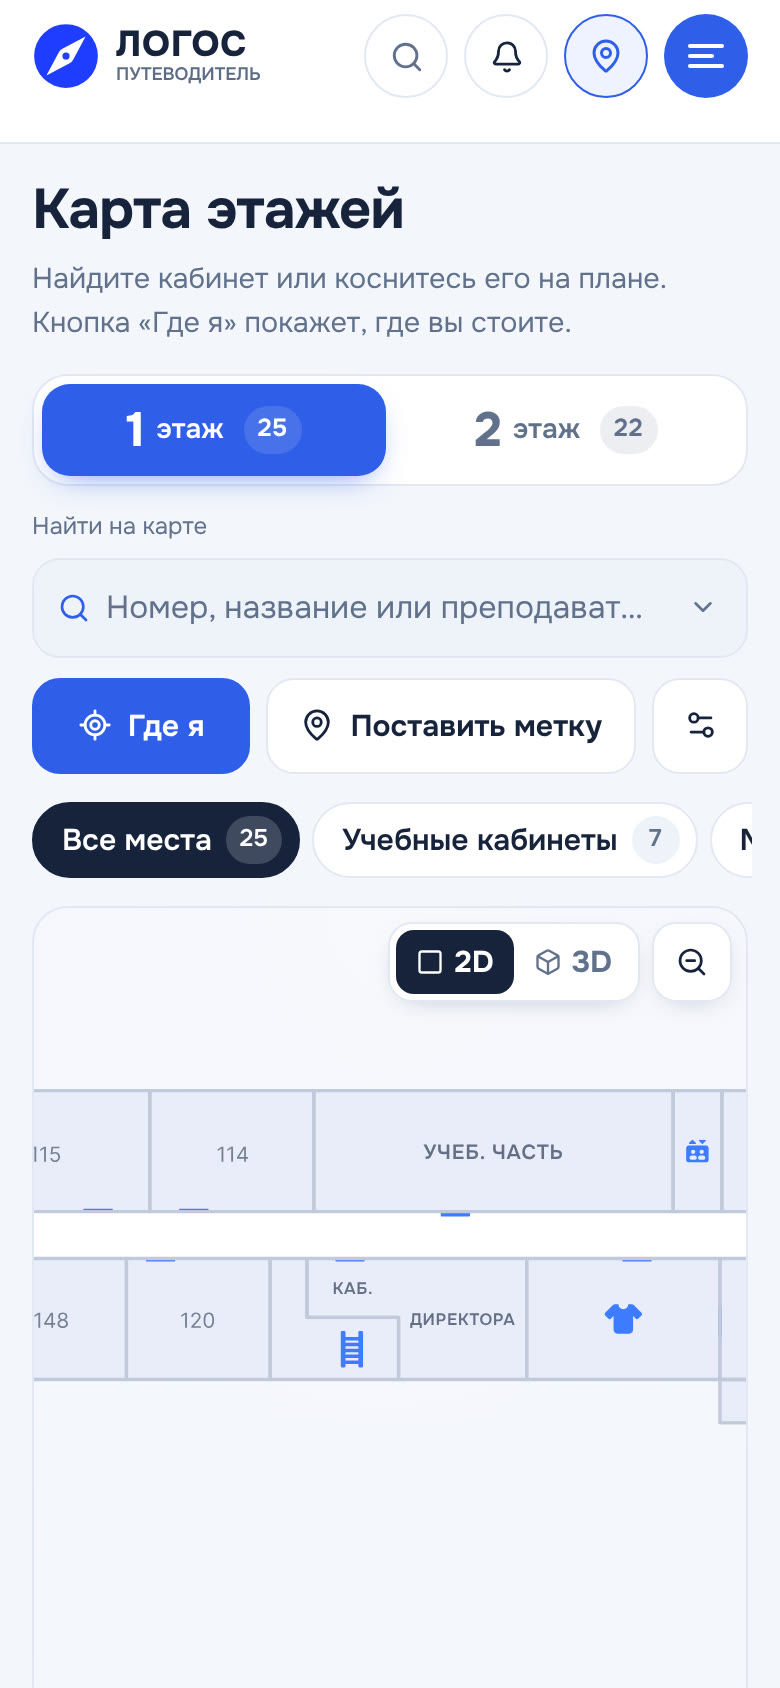 ЛОГОС
ПУТЕВОДИТЕЛЬ
Карта этажей
Найдите кабинет или коснитесь его на плане.
Кнопка «Где я» покажет, где вы стоите.
1 этаж 25
2 этаж 22
Найти на карте
Номер, название или преподават...
Где я
Поставить метку
Все места 25
Учебные кабинеты 7
2D
3D
115
114
УЧЕБ. ЧАСТЬ
148
120
КАБ.
ДИРЕКТОРА